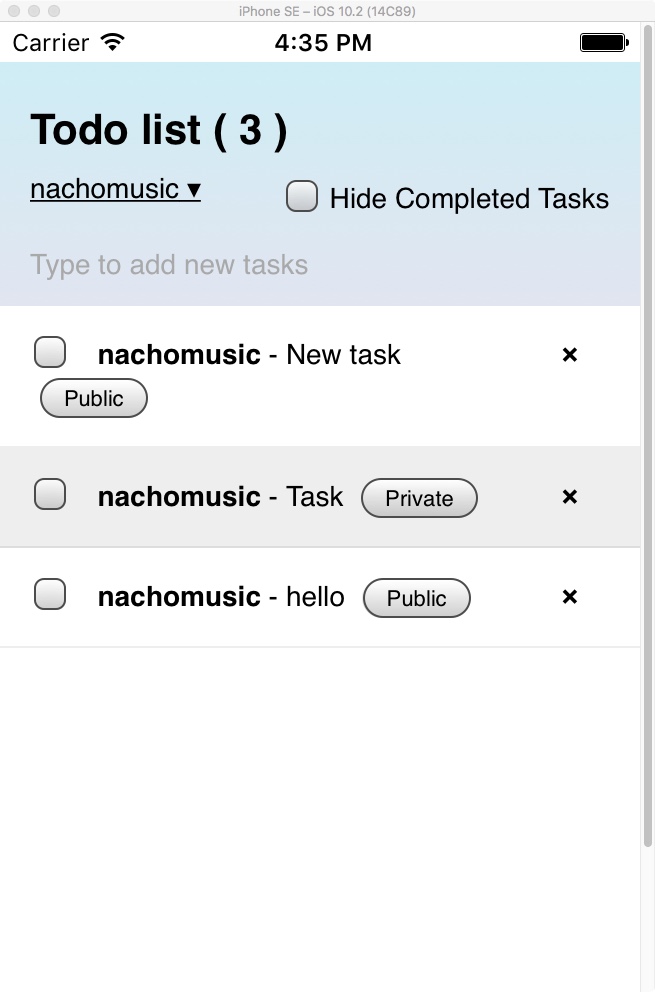 iPhone SE – iOS 10.2 (14C89)
Carrier 4:35 PM
Todo list ( 3 )
nachomusic ▾ Hide Completed Tasks
Type to add new tasks
nachomusic - New task ×
Public
nachomusic - Task Private ×
nachomusic - hello Public ×